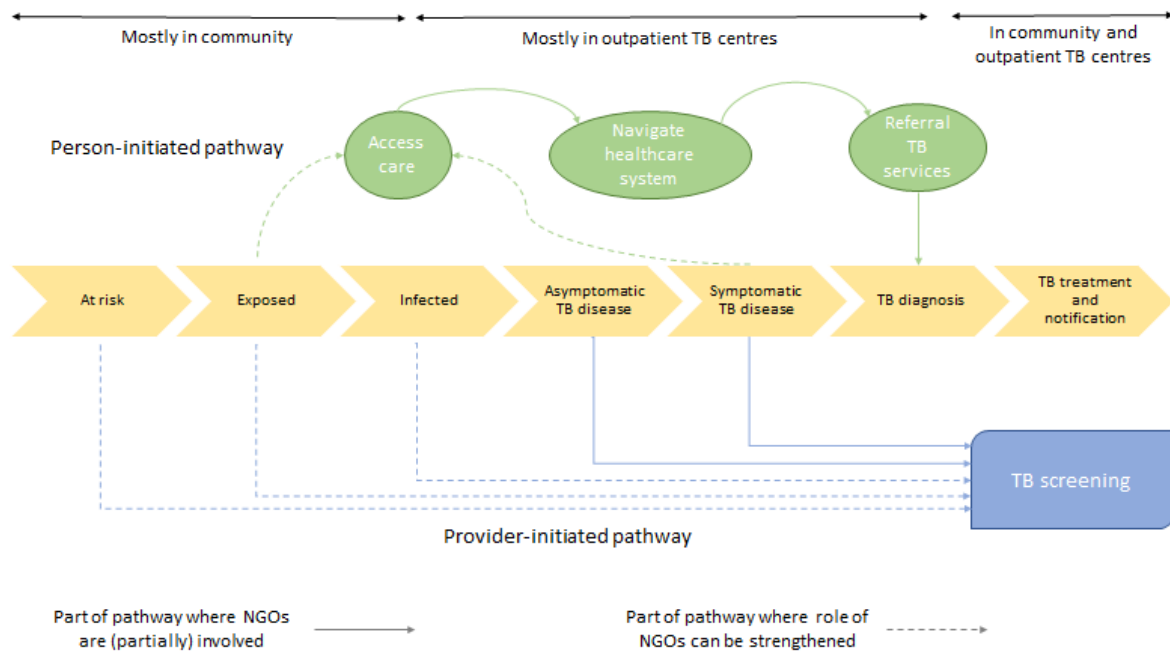 Mostly in community
Mostly in outpatient TB centres
In community and
outpatient TB centres
Person-initiated pathway
Access
care
Navigate
healthcare
system
Referral
TB
services
At risk
Exposed
Infected
Asymptomatic
TB disease
Symptomatic
TB disease
TB diagnosis
TB treatment
and
notification
TB screening
Provider-initiated pathway
Part of pathway where NGOs
are (partially) involved
Part of pathway where role of
NGOs can be strengthened